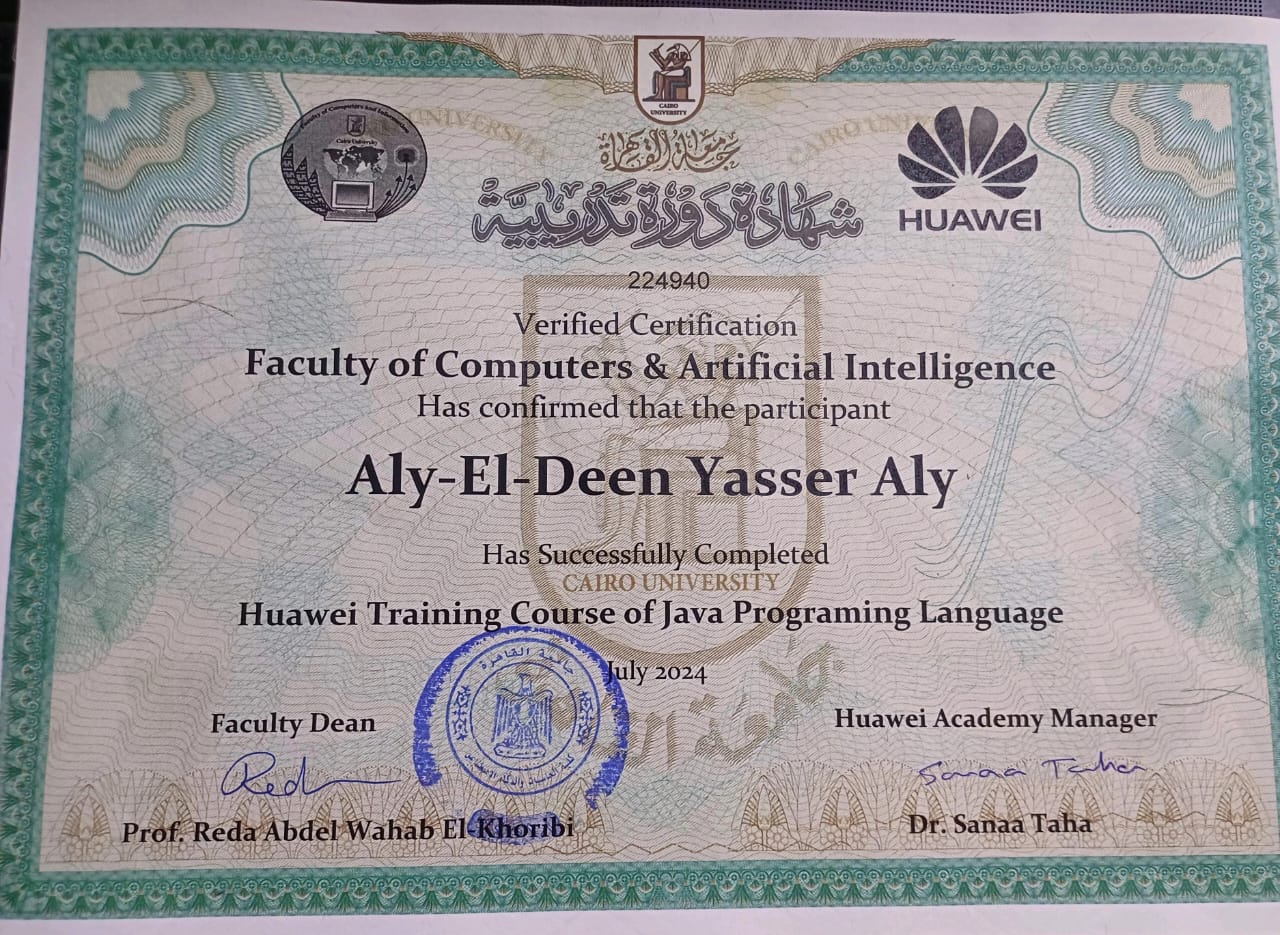 CAIRO UNIVERSITY
جامعة القاهرة
Faculty of Computers and Information
Cairo University
HUAWEI
شهادة دورة تدريبية
224940
Verified Certification
Faculty of Computers & Artificial Intelligence
Has confirmed that the participant
Aly-El-Deen Yasser Aly
Has Successfully Completed
CAIRO UNIVERSITY
Huawei Training Course of Java Programing Language
July 2024
جامعة القاهرة
Faculty Dean
Huawei Academy Manager
Sanaa Taha
Prof. Reda Abdel Wahab El-Khoribi
Dr. Sanaa Taha